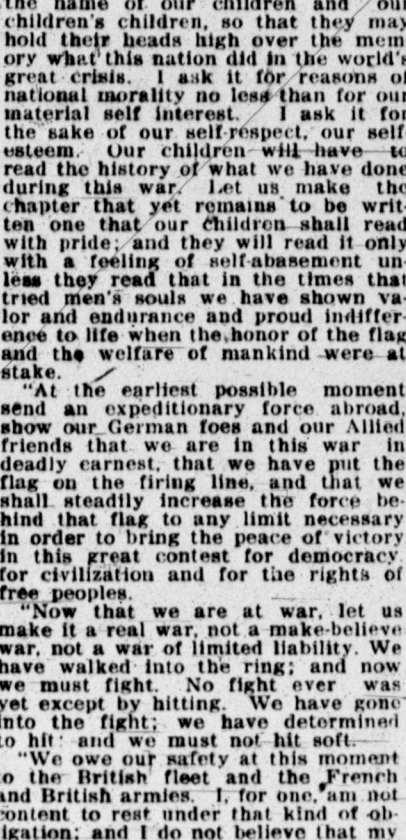 the name of our children and our
children's children, so that they may
hold their heads high over the mem
ory what this nation did in the world's
great crisis. I ask it for reasons of
national morality no less than for our
material self interest. I ask it for
the sake of our self-respect, our self
esteem. Our children will have to
read the history of what we have done
during this war. Let us make the
chapter that yet remains to be writ-
ten one that our children shall read
with pride; and they will read it only
with a feeling of self-abasement un
less they read that in the times that
tried men's souls we have shown va-
lor and endurance and proud indiffer-
ence to life when the honor of the flag
and the welfare of mankind were at
stake.
"At the earliest possible moment
send an expeditionary force abroad,
show our German foes and our Allied
friends that we are in this war in
deadly earnest, that we have put the
flag on the firing line, and that we
shall steadily increase the force be-
hind that flag to any limit necessary
in order to bring the peace of victory
in this great contest for democracy
for civilization and for the rights of
free peoples.
"Now that we are at war, let us
make it a real war, not a make-believe
war, not a war of limited liability. We
have walked into the ring; and now
we must fight. No fight ever was
yet except by hitting. We have gone
into the fight; we have determined
to hit and we must not hit soft.
"We owe our safety at this moment
to the British fleet and the French
and British armies. I, for one, am not
content to rest under that kind of ob-
ligation; and I do not believe that my